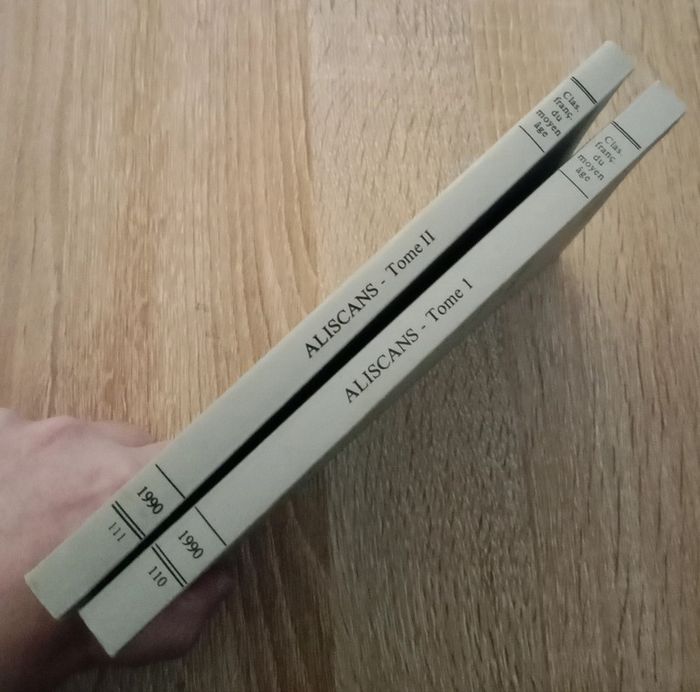 Clas.
franç.
du
moyen
âge
ALISCANS - Tome II
1990
111
Clas.
franç.
du
moyen
âge
ALISCANS - Tome 1
1990
110